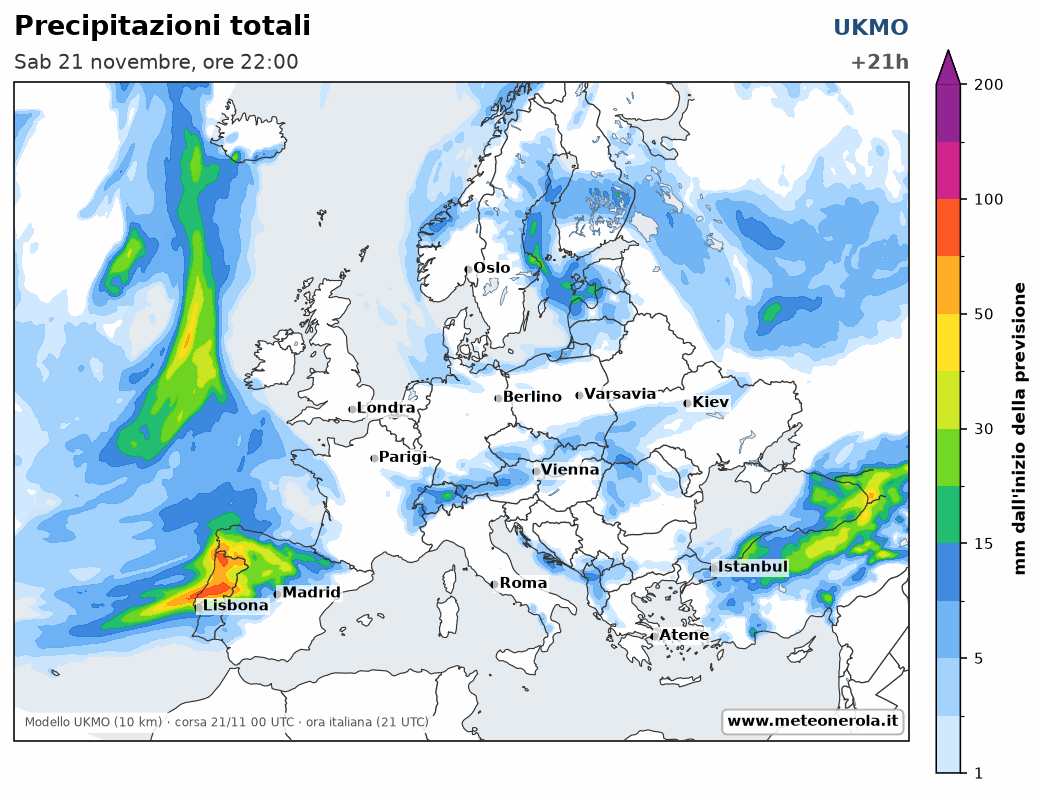 Precipitazioni totali
UKMO
Sab 21 novembre, ore 22:00
+21h
200
100
50
30
15
5
1
mm dall'inizio della previsione
Oslo
Berlino
Varsavia
Kiev
Londra
Parigi
Vienna
Istanbul
Roma
Madrid
Lisbona
Atene
Modello UKMO (10 km) · corsa 21/11 00 UTC · ora italiana (21 UTC)
www.meteonerola.it